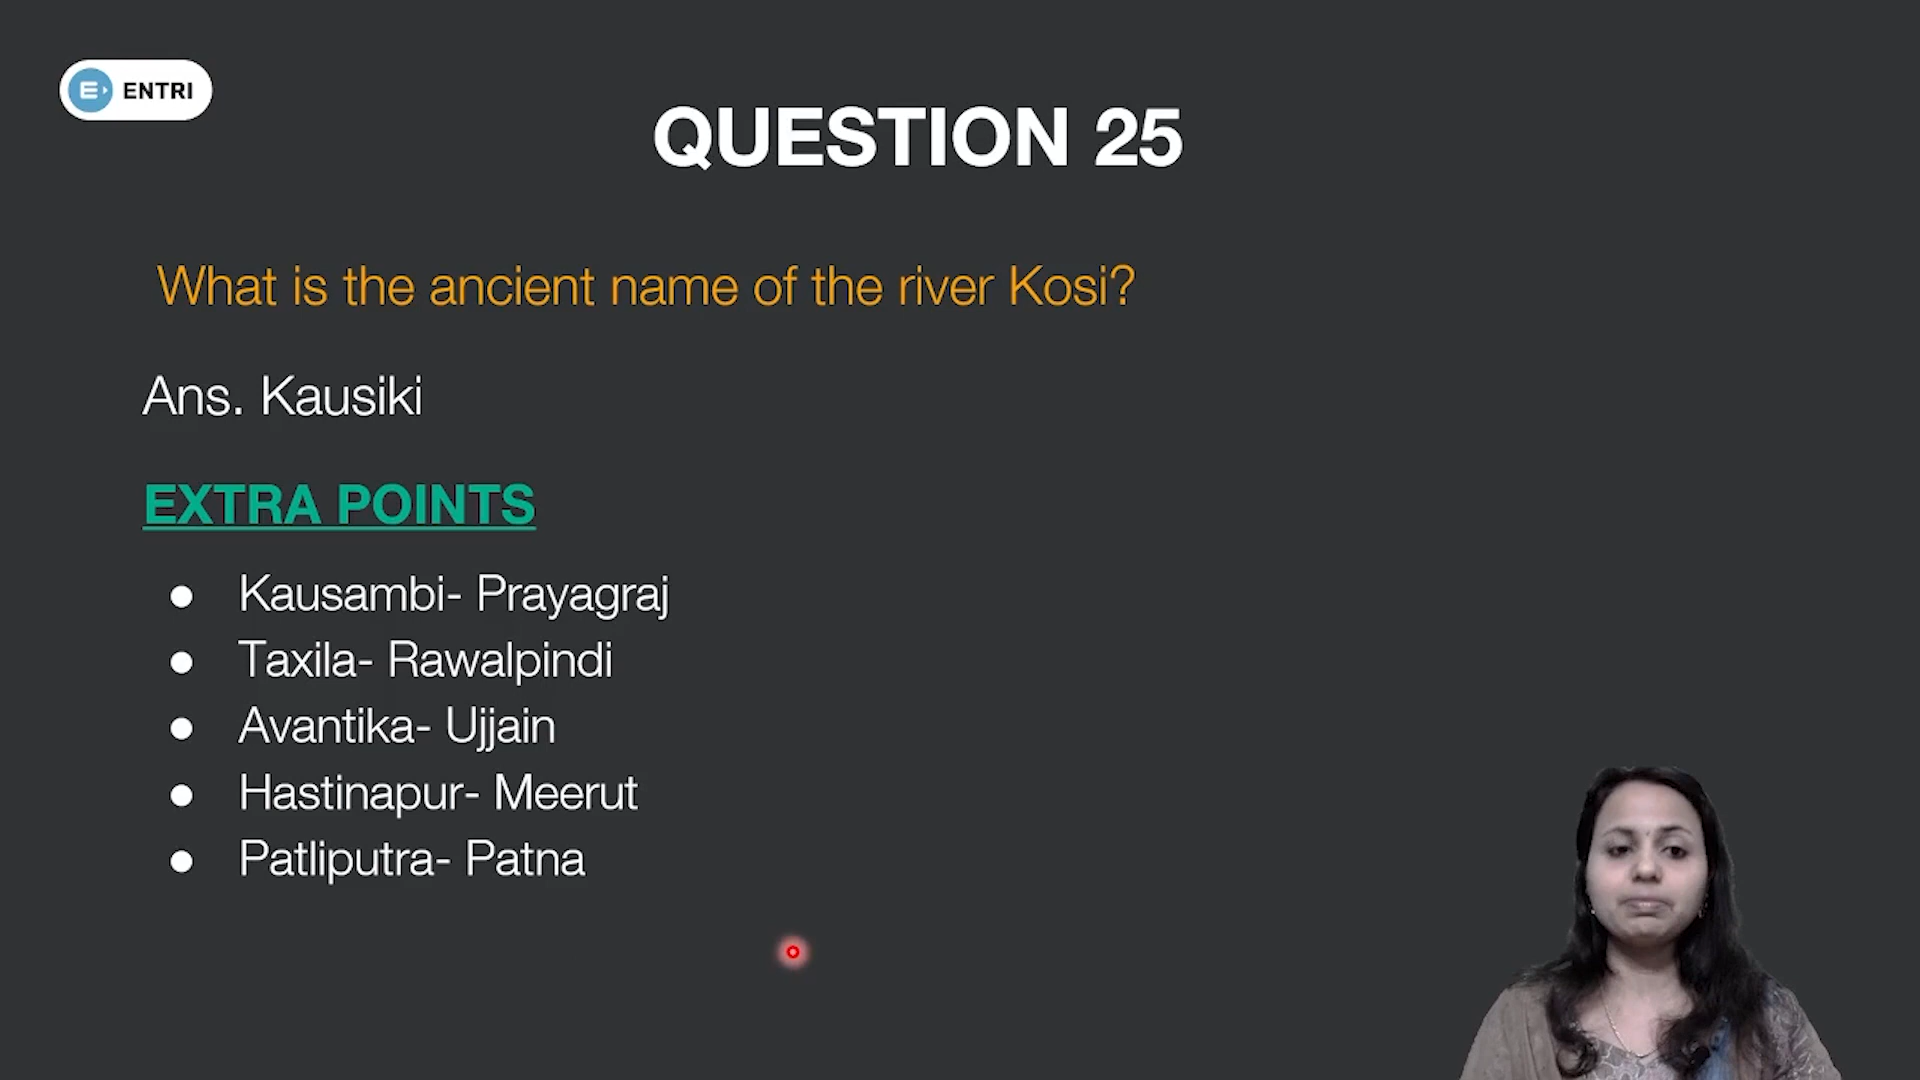 ENTRI
QUESTION 25
What is the ancient name of the river Kosi?
Ans. Kausiki
EXTRA POINTS
● Kausambi- Prayagraj
● Taxila- Rawalpindi
● Avantika- Ujjain
● Hastinapur- Meerut
● Patliputra- Patna